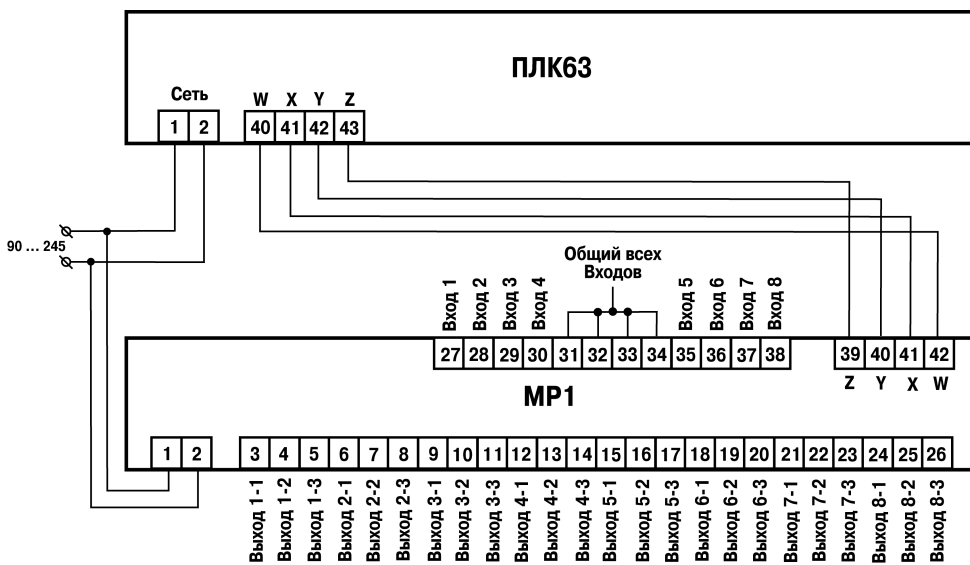 ПЛК63
Сеть
W X Y Z
1 2 40 41 42 43
90 ... 245
Общий всех
Входов
Вход 1
Вход 2
Вход 3
Вход 4
Вход 5
Вход 6
Вход 7
Вход 8
27 28 29 30 31 32 33 34 35 36 37 38 39 40 41 42
Z Y X W
МР1
1 2 3 4 5 6 7 8 9 10 11 12 13 14 15 16 17 18 19 20 21 22 23 24 25 26
Выход 1-1
Выход 1-2
Выход 1-3
Выход 2-1
Выход 2-2
Выход 2-3
Выход 3-1
Выход 3-2
Выход 3-3
Выход 4-1
Выход 4-2
Выход 4-3
Выход 5-1
Выход 5-2
Выход 5-3
Выход 6-1
Выход 6-2
Выход 6-3
Выход 7-1
Выход 7-2
Выход 7-3
Выход 8-1
Выход 8-2
Выход 8-3